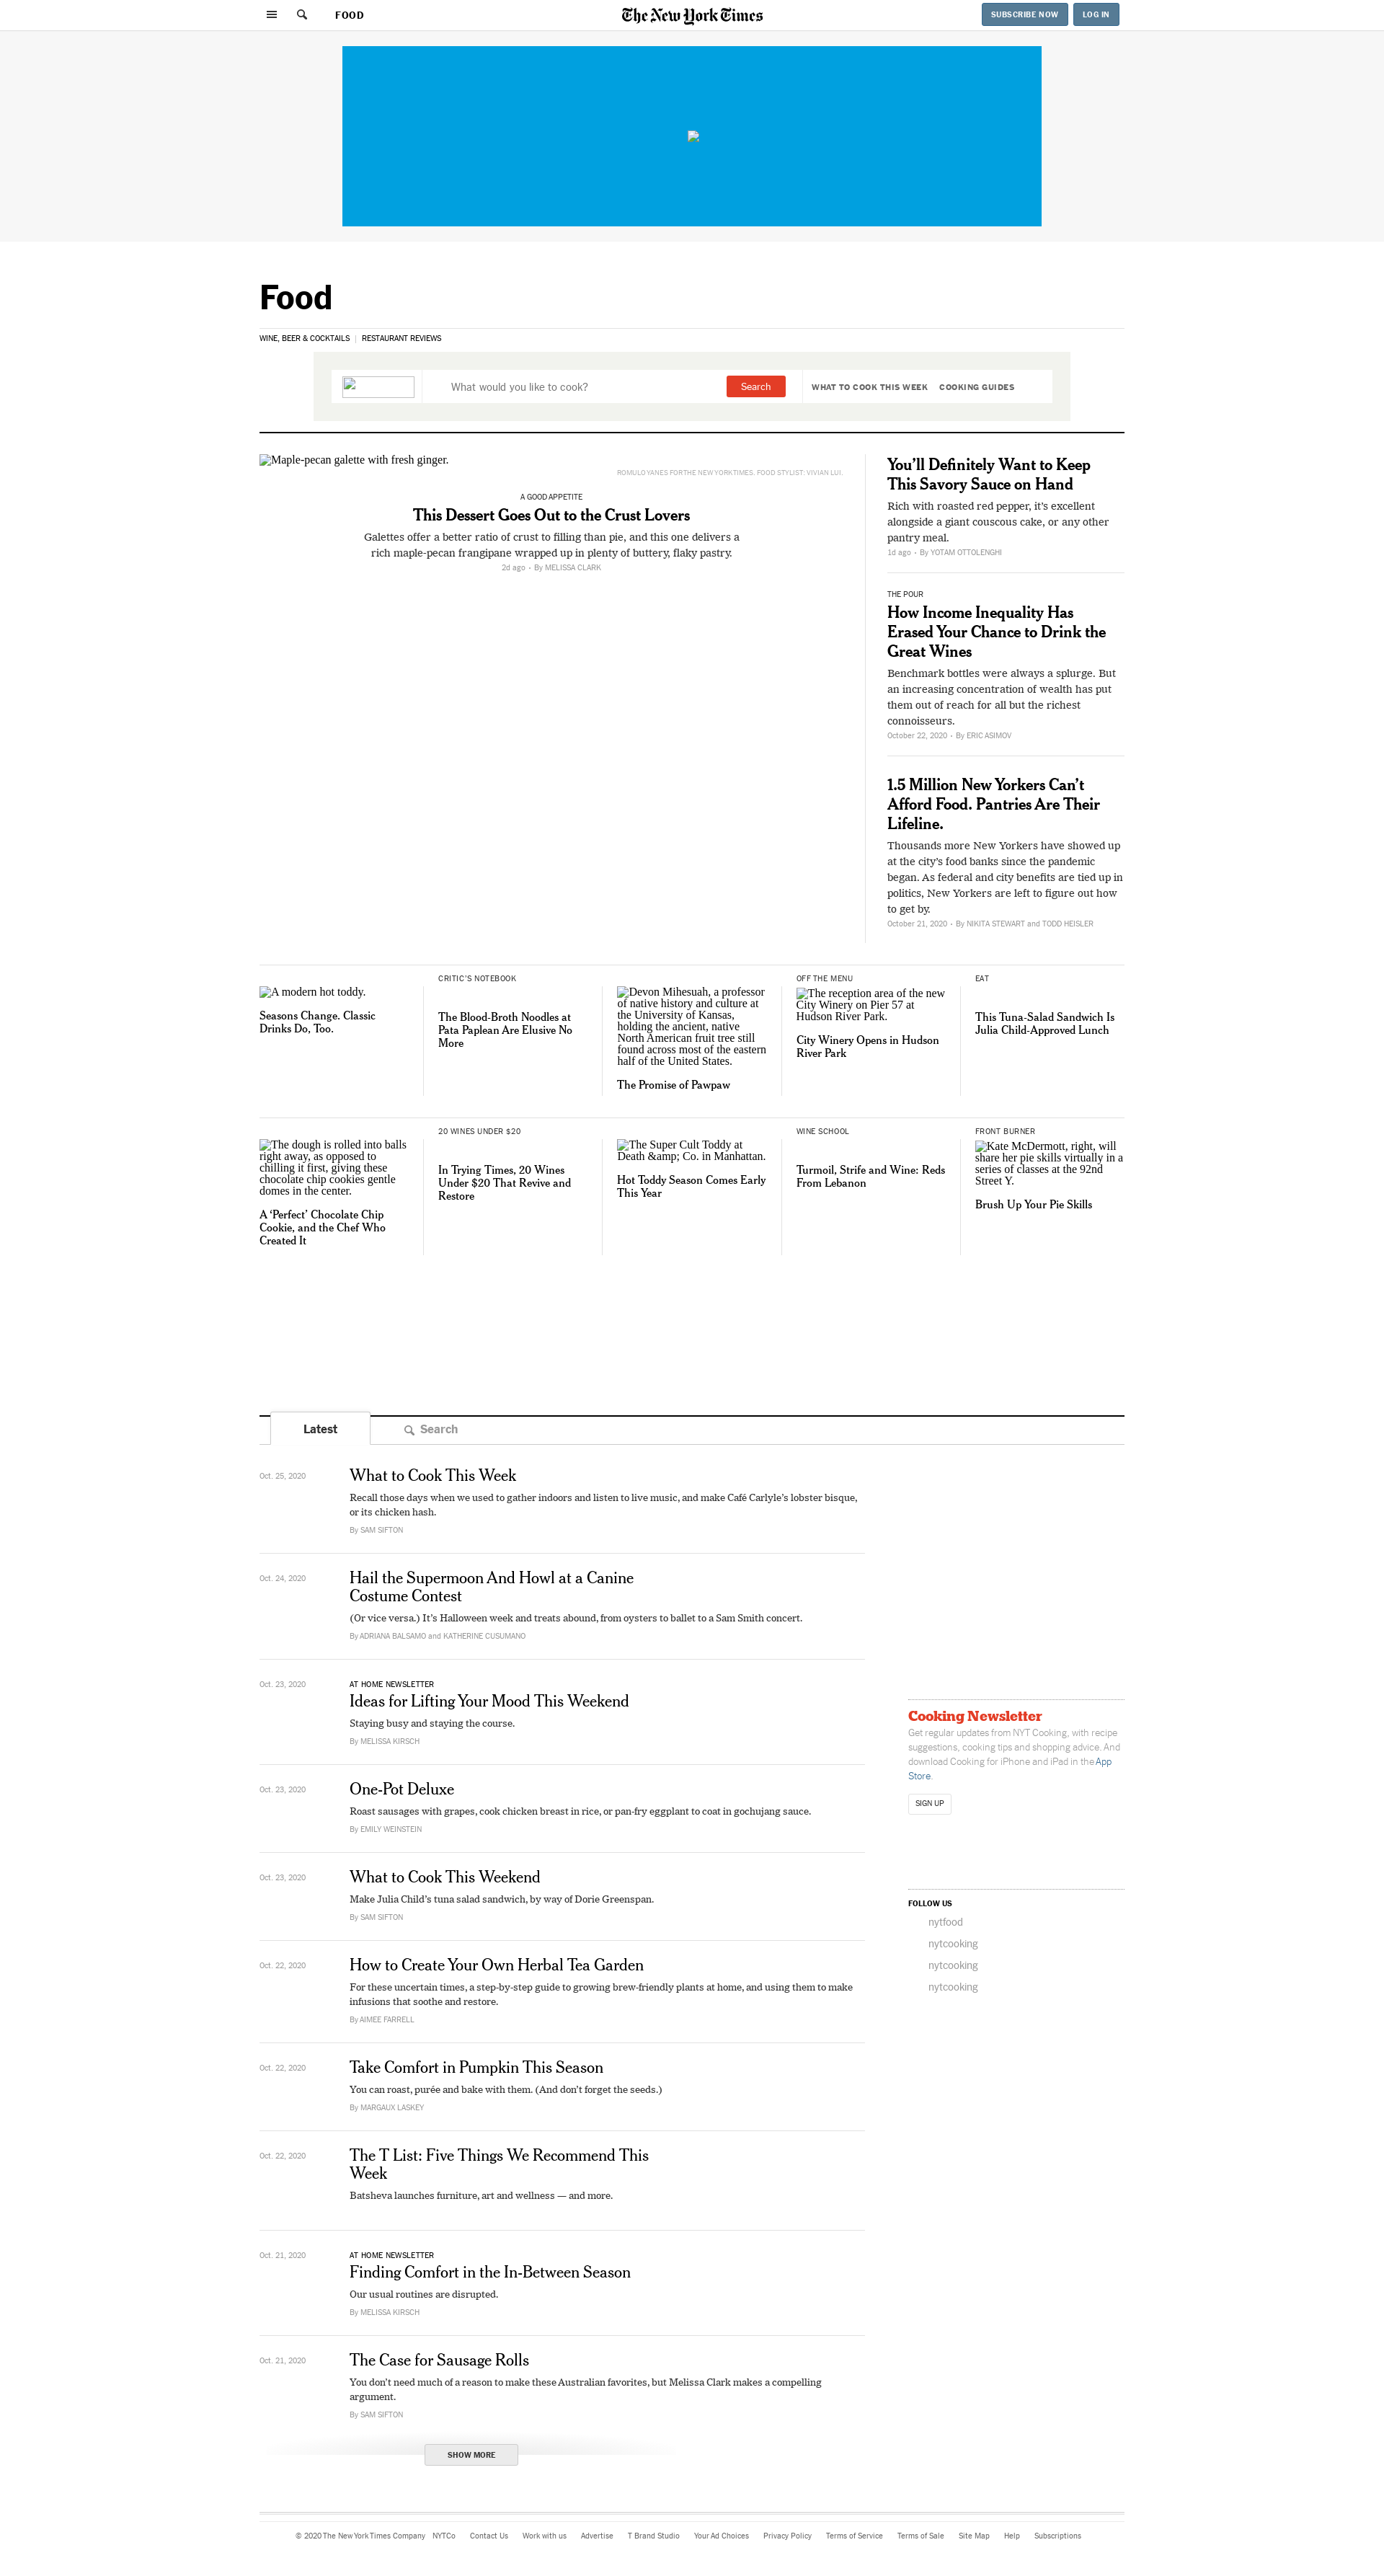 FOOD
The New York Times
SUBSCRIBE NOW
LOG IN
Food
WINE, BEER & COCKTAILS | RESTAURANT REVIEWS
What would you like to cook?
Search
WHAT TO COOK THIS WEEK
COOKING GUIDES
Maple-pecan galette with fresh ginger.
ROMULO YANES FOR THE NEW YORK TIMES. FOOD STYLIST: VIVIAN LUI.
A GOOD APPETITE
This Dessert Goes Out to the Crust Lovers
Galettes offer a better ratio of crust to filling than pie, and this one delivers a
rich maple-pecan frangipane wrapped up in plenty of buttery, flaky pastry.
2d ago • By MELISSA CLARK
You’ll Definitely Want to Keep
This Savory Sauce on Hand
Rich with roasted red pepper, it’s excellent
alongside a giant couscous cake, or any other
pantry meal.
1d ago • By YOTAM OTTOLENGHI
THE POUR
How Income Inequality Has
Erased Your Chance to Drink the
Great Wines
Benchmark bottles were always a splurge. But
an increasing concentration of wealth has put
them out of reach for all but the richest
connoisseurs.
October 22, 2020 • By ERIC ASIMOV
1.5 Million New Yorkers Can’t
Afford Food. Pantries Are Their
Lifeline.
Thousands more New Yorkers have showed up
at the city’s food banks since the pandemic
began. As federal and city benefits are tied up in
politics, New Yorkers are left to figure out how
to get by.
October 21, 2020 • By NIKITA STEWART and TODD HEISLER
A modern hot toddy.
Seasons Change. Classic
Drinks Do, Too.
CRITIC’S NOTEBOOK
The Blood-Broth Noodles at
Pata Paplean Are Elusive No
More
Devon Mihesuah, a professor
of native history and culture at
the University of Kansas,
holding the ancient, native
North American fruit tree still
found across most of the eastern
half of the United States.
The Promise of Pawpaw
OFF THE MENU
The reception area of the new
City Winery on Pier 57 at
Hudson River Park.
City Winery Opens in Hudson
River Park
EAT
This Tuna-Salad Sandwich Is
Julia Child-Approved Lunch
The dough is rolled into balls
right away, as opposed to
chilling it first, giving these
chocolate chip cookies gentle
domes in the center.
A ‘Perfect’ Chocolate Chip
Cookie, and the Chef Who
Created It
20 WINES UNDER $20
In Trying Times, 20 Wines
Under $20 That Revive and
Restore
The Super Cult Toddy at
Death &amp; Co. in Manhattan.
Hot Toddy Season Comes Early
This Year
WINE SCHOOL
Turmoil, Strife and Wine: Reds
From Lebanon
FRONT BURNER
Kate McDermott, right, will
share her pie skills virtually in a
series of classes at the 92nd
Street Y.
Brush Up Your Pie Skills
Latest
Search
Oct. 25, 2020
What to Cook This Week
Recall those days when we used to gather indoors and listen to live music, and make Café Carlyle’s lobster bisque,
or its chicken hash.
By SAM SIFTON
Oct. 24, 2020
Hail the Supermoon And Howl at a Canine
Costume Contest
(Or vice versa.) It’s Halloween week and treats abound, from oysters to ballet to a Sam Smith concert.
By ADRIANA BALSAMO and KATHERINE CUSUMANO
Oct. 23, 2020
AT HOME NEWSLETTER
Ideas for Lifting Your Mood This Weekend
Staying busy and staying the course.
By MELISSA KIRSCH
Oct. 23, 2020
One-Pot Deluxe
Roast sausages with grapes, cook chicken breast in rice, or pan-fry eggplant to coat in gochujang sauce.
By EMILY WEINSTEIN
Oct. 23, 2020
What to Cook This Weekend
Make Julia Child’s tuna salad sandwich, by way of Dorie Greenspan.
By SAM SIFTON
Oct. 22, 2020
How to Create Your Own Herbal Tea Garden
For these uncertain times, a step-by-step guide to growing brew-friendly plants at home, and using them to make
infusions that soothe and restore.
By AIMEE FARRELL
Oct. 22, 2020
Take Comfort in Pumpkin This Season
You can roast, purée and bake with them. (And don’t forget the seeds.)
By MARGAUX LASKEY
Oct. 22, 2020
The T List: Five Things We Recommend This
Week
Batsheva launches furniture, art and wellness — and more.
Oct. 21, 2020
AT HOME NEWSLETTER
Finding Comfort in the In-Between Season
Our usual routines are disrupted.
By MELISSA KIRSCH
Oct. 21, 2020
The Case for Sausage Rolls
You don’t need much of a reason to make these Australian favorites, but Melissa Clark makes a compelling
argument.
By SAM SIFTON
SHOW MORE
Cooking Newsletter
Get regular updates from NYT Cooking, with recipe
suggestions, cooking tips and shopping advice. And
download Cooking for iPhone and iPad in the App
Store.
SIGN UP
FOLLOW US
nytfood
nytcooking
nytcooking
nytcooking
© 2020 The New York Times Company NYTCo Contact Us Work with us Advertise T Brand Studio Your Ad Choices Privacy Policy Terms of Service Terms of Sale Site Map Help Subscriptions